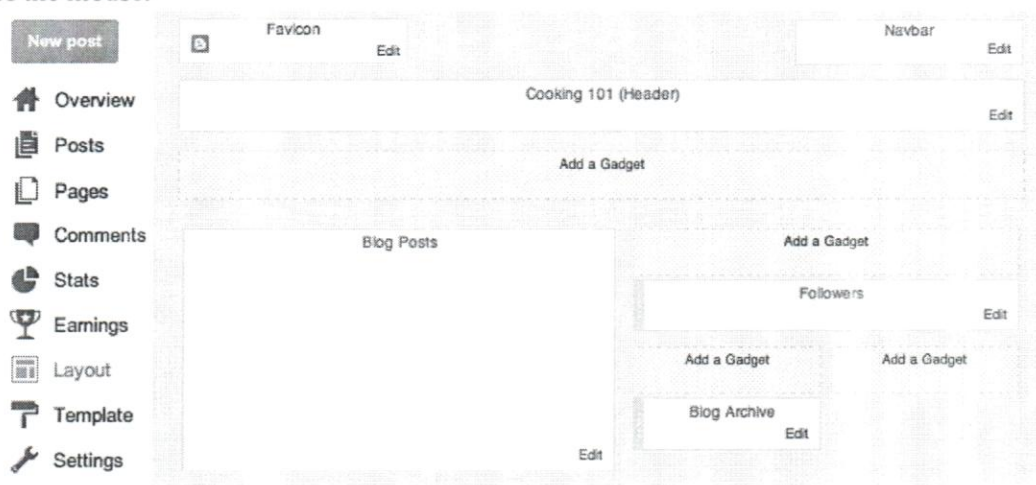 New post
Overview
Posts
Pages
Comments
Stats
Earnings
Layout
Template
Settings
Favicon
Edit
Navbar
Edit
Cooking 101 (Header)
Edit
Add a Gadget
Blog Posts
Edit
Add a Gadget
Followers
Edit
Add a Gadget
Add a Gadget
Blog Archive
Edit